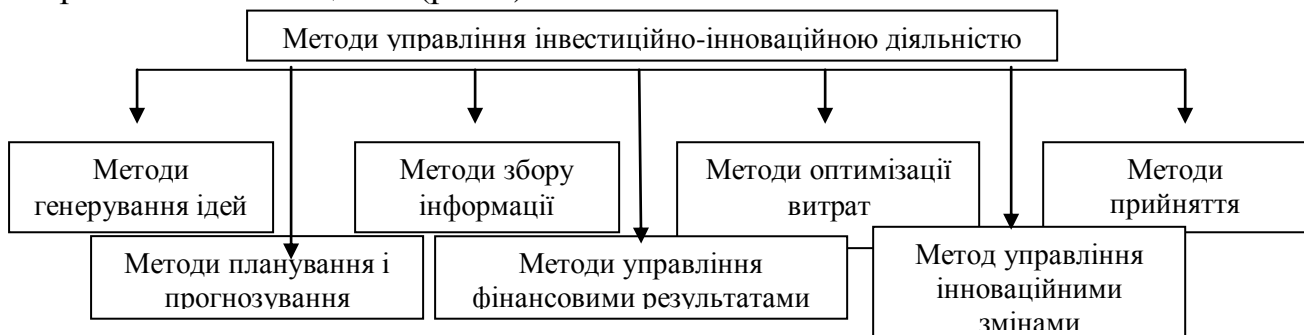 Методи управління інвестиційно-інноваційною діяльністю
Методи
генерування ідей
Методи збору
інформації
Методи оптимізації
витрат
Методи
прийняття
Методи планування і
прогнозування
Методи управління
фінансовими результатами
Метод управління
інноваційними
змінами